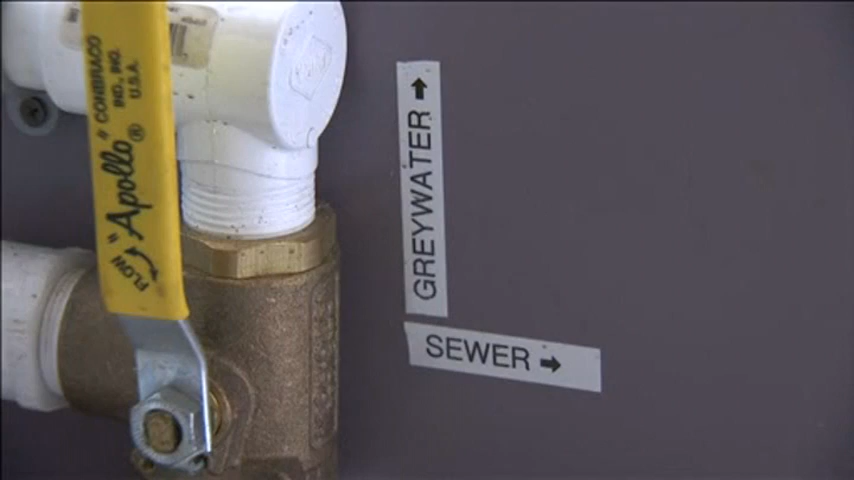 "Apollo"®
CONBRACO
IND., INC.
U.S.A.
FLOW
GREYWATER ↑
SEWER →